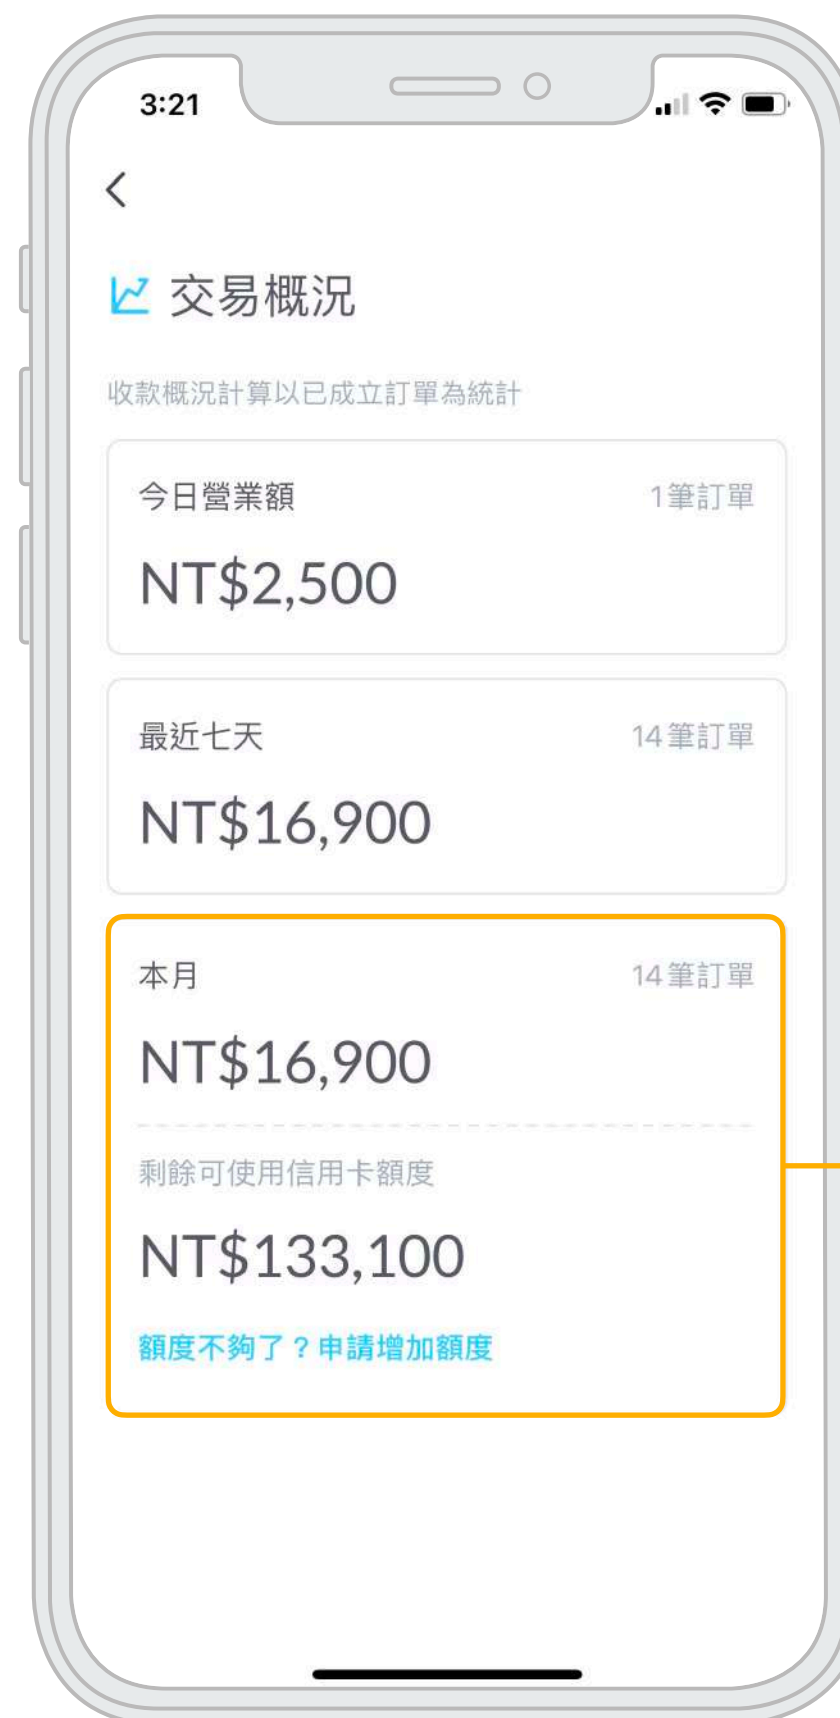 3:21
交易概況
收款概況計算以已成立訂單為統計
今日營業額
1筆訂單
NT$2,500
最近七天
14筆訂單
NT$16,900
本月
14筆訂單
NT$16,900
剩餘可使用信用卡額度
NT$133,100
額度不夠了？申請增加額度